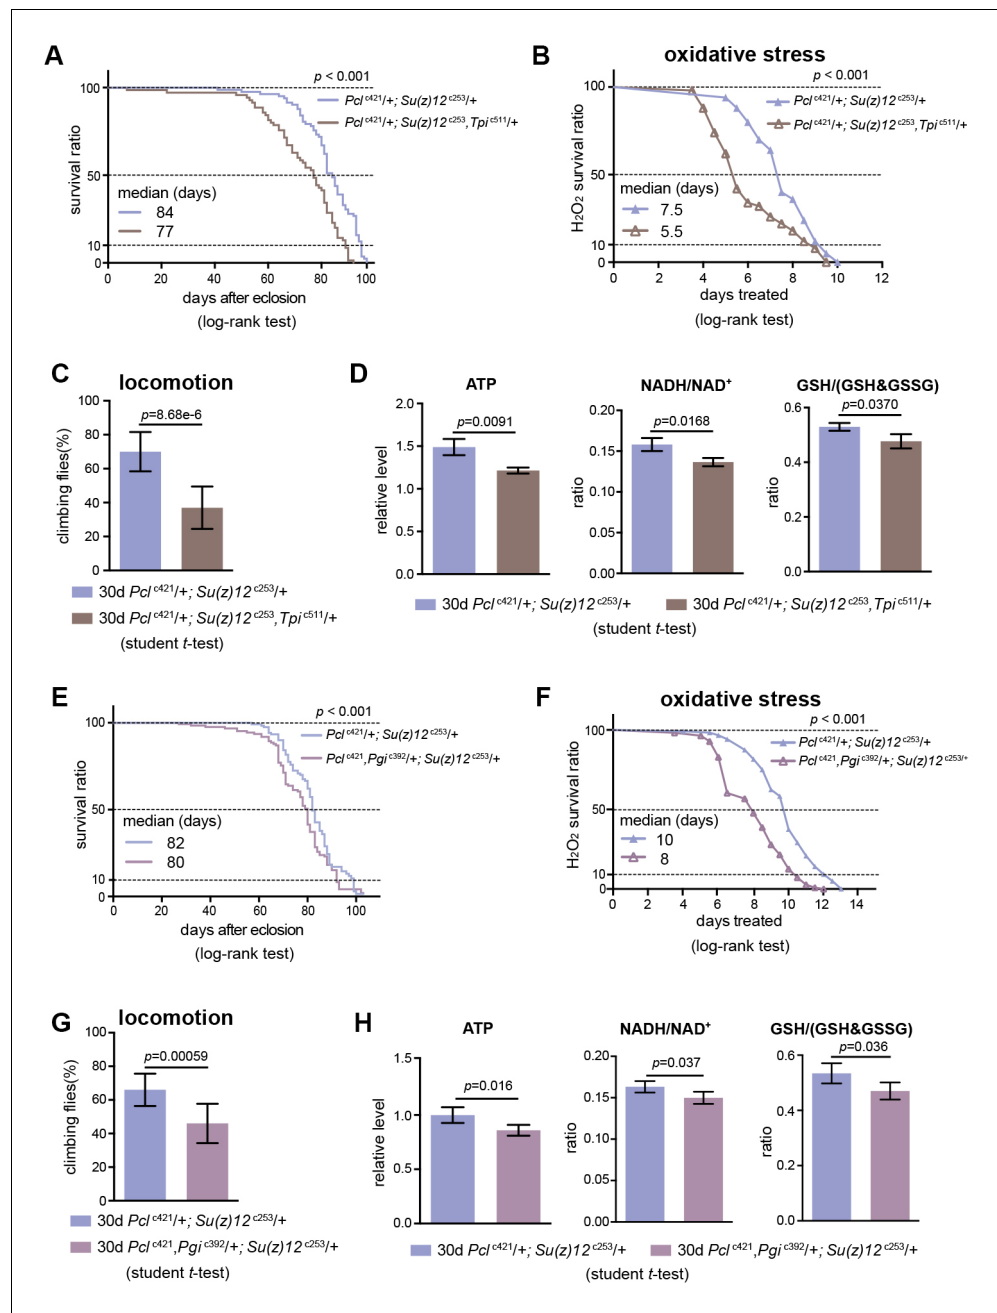 A
p < 0.001
Pcl c421/+; Su(z)12 c253/+
Pcl c421/+; Su(z)12 c253,Tpi c511/+
survival ratio
100
50
10
0
median (days)
84
77
0 20 40 60 80 100
days after eclosion
(log-rank test)
B
oxidative stress
p < 0.001
Pcl c421/+; Su(z)12 c253/+
Pcl c421/+; Su(z)12 c253,Tpi c511/+
H2O2 survival ratio
100
50
10
0
median (days)
7.5
5.5
0 2 4 6 8 10 12
days treated
(log-rank test)
C
locomotion
climbing flies(%)
100
80
60
40
20
0
p=8.68e-6
30d Pcl c421/+; Su(z)12 c253/+
30d Pcl c421/+; Su(z)12 c253,Tpi c511/+
(student t-test)
D
ATP
relative level
2.0
1.5
1.0
0.5
0.0
p=0.0091
NADH/NAD+
ratio
0.20
0.15
0.10
0.05
0.00
p=0.0168
GSH/(GSH&GSSG)
ratio
0.6
0.4
0.2
0.0
p=0.0370
30d Pcl c421/+; Su(z)12 c253/+
30d Pcl c421/+; Su(z)12 c253,Tpi c511/+
(student t-test)
E
p < 0.001
Pcl c421/+; Su(z)12 c253/+
Pcl c421,Pgi c392/+; Su(z)12 c253/+
survival ratio
100
50
10
0
median (days)
82
80
0 20 40 60 80 100
days after eclosion
(log-rank test)
F
oxidative stress
p < 0.001
Pcl c421/+; Su(z)12 c253/+
Pcl c421,Pgi c392/+; Su(z)12 c253/+
H2O2 survival ratio
100
50
10
0
median (days)
10
8
0 2 4 6 8 10 12 14
days treated
(log-rank test)
G
locomotion
climbing flies(%)
100
80
60
40
20
0
p=0.00059
30d Pcl c421/+; Su(z)12 c253/+
30d Pcl c421,Pgi c392/+; Su(z)12 c253/+
(student t-test)
H
ATP
relative level
1.5
1.0
0.5
0.0
p=0.016
NADH/NAD+
ratio
0.20
0.15
0.10
0.05
0.00
p=0.037
GSH/(GSH&GSSG)
ratio
0.6
0.4
0.2
0.0
p=0.036
30d Pcl c421/+; Su(z)12 c253/+
30d Pcl c421,Pgi c392/+; Su(z)12 c253/+
(student t-test)